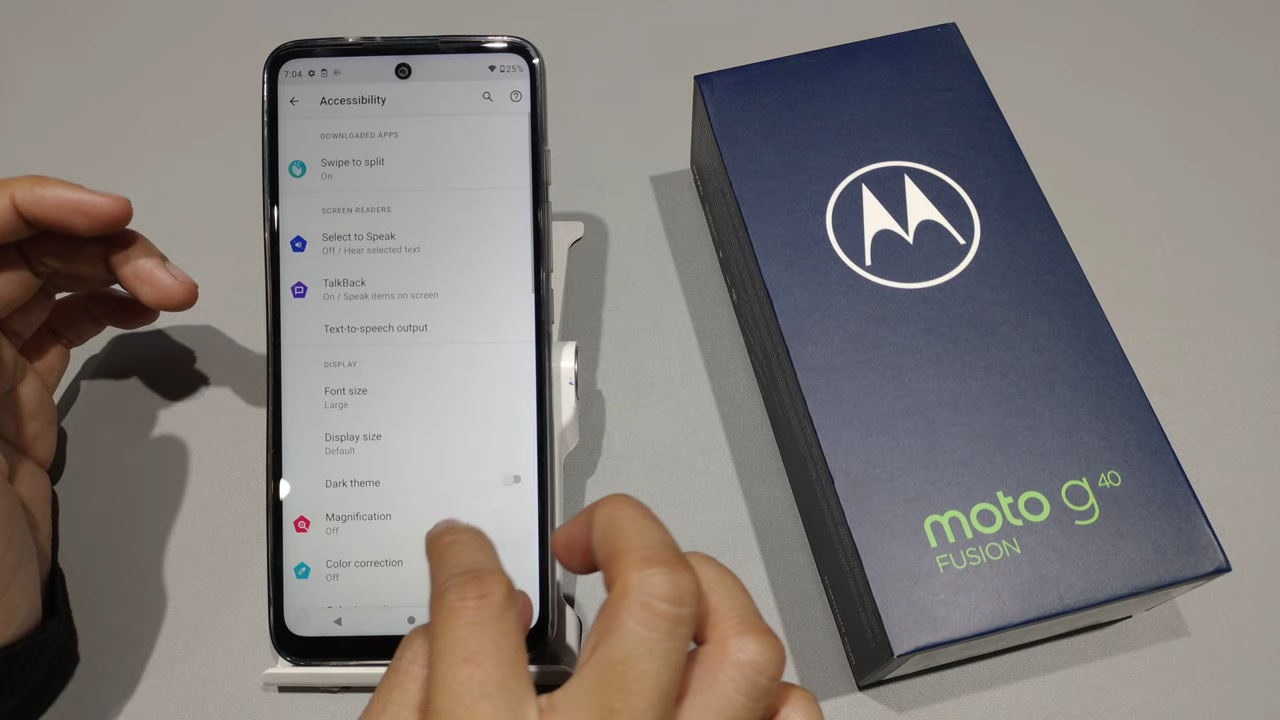 7:04
25%
Accessibility
DOWNLOADED APPS
Swipe to split
On
SCREEN READERS
Select to Speak
Off / Hear selected text
TalkBack
On / Speak items on screen
Text-to-speech output
DISPLAY
Font size
Large
Display size
Default
Dark theme
Magnification
Off
Color correction
Off
moto g40
FUSION